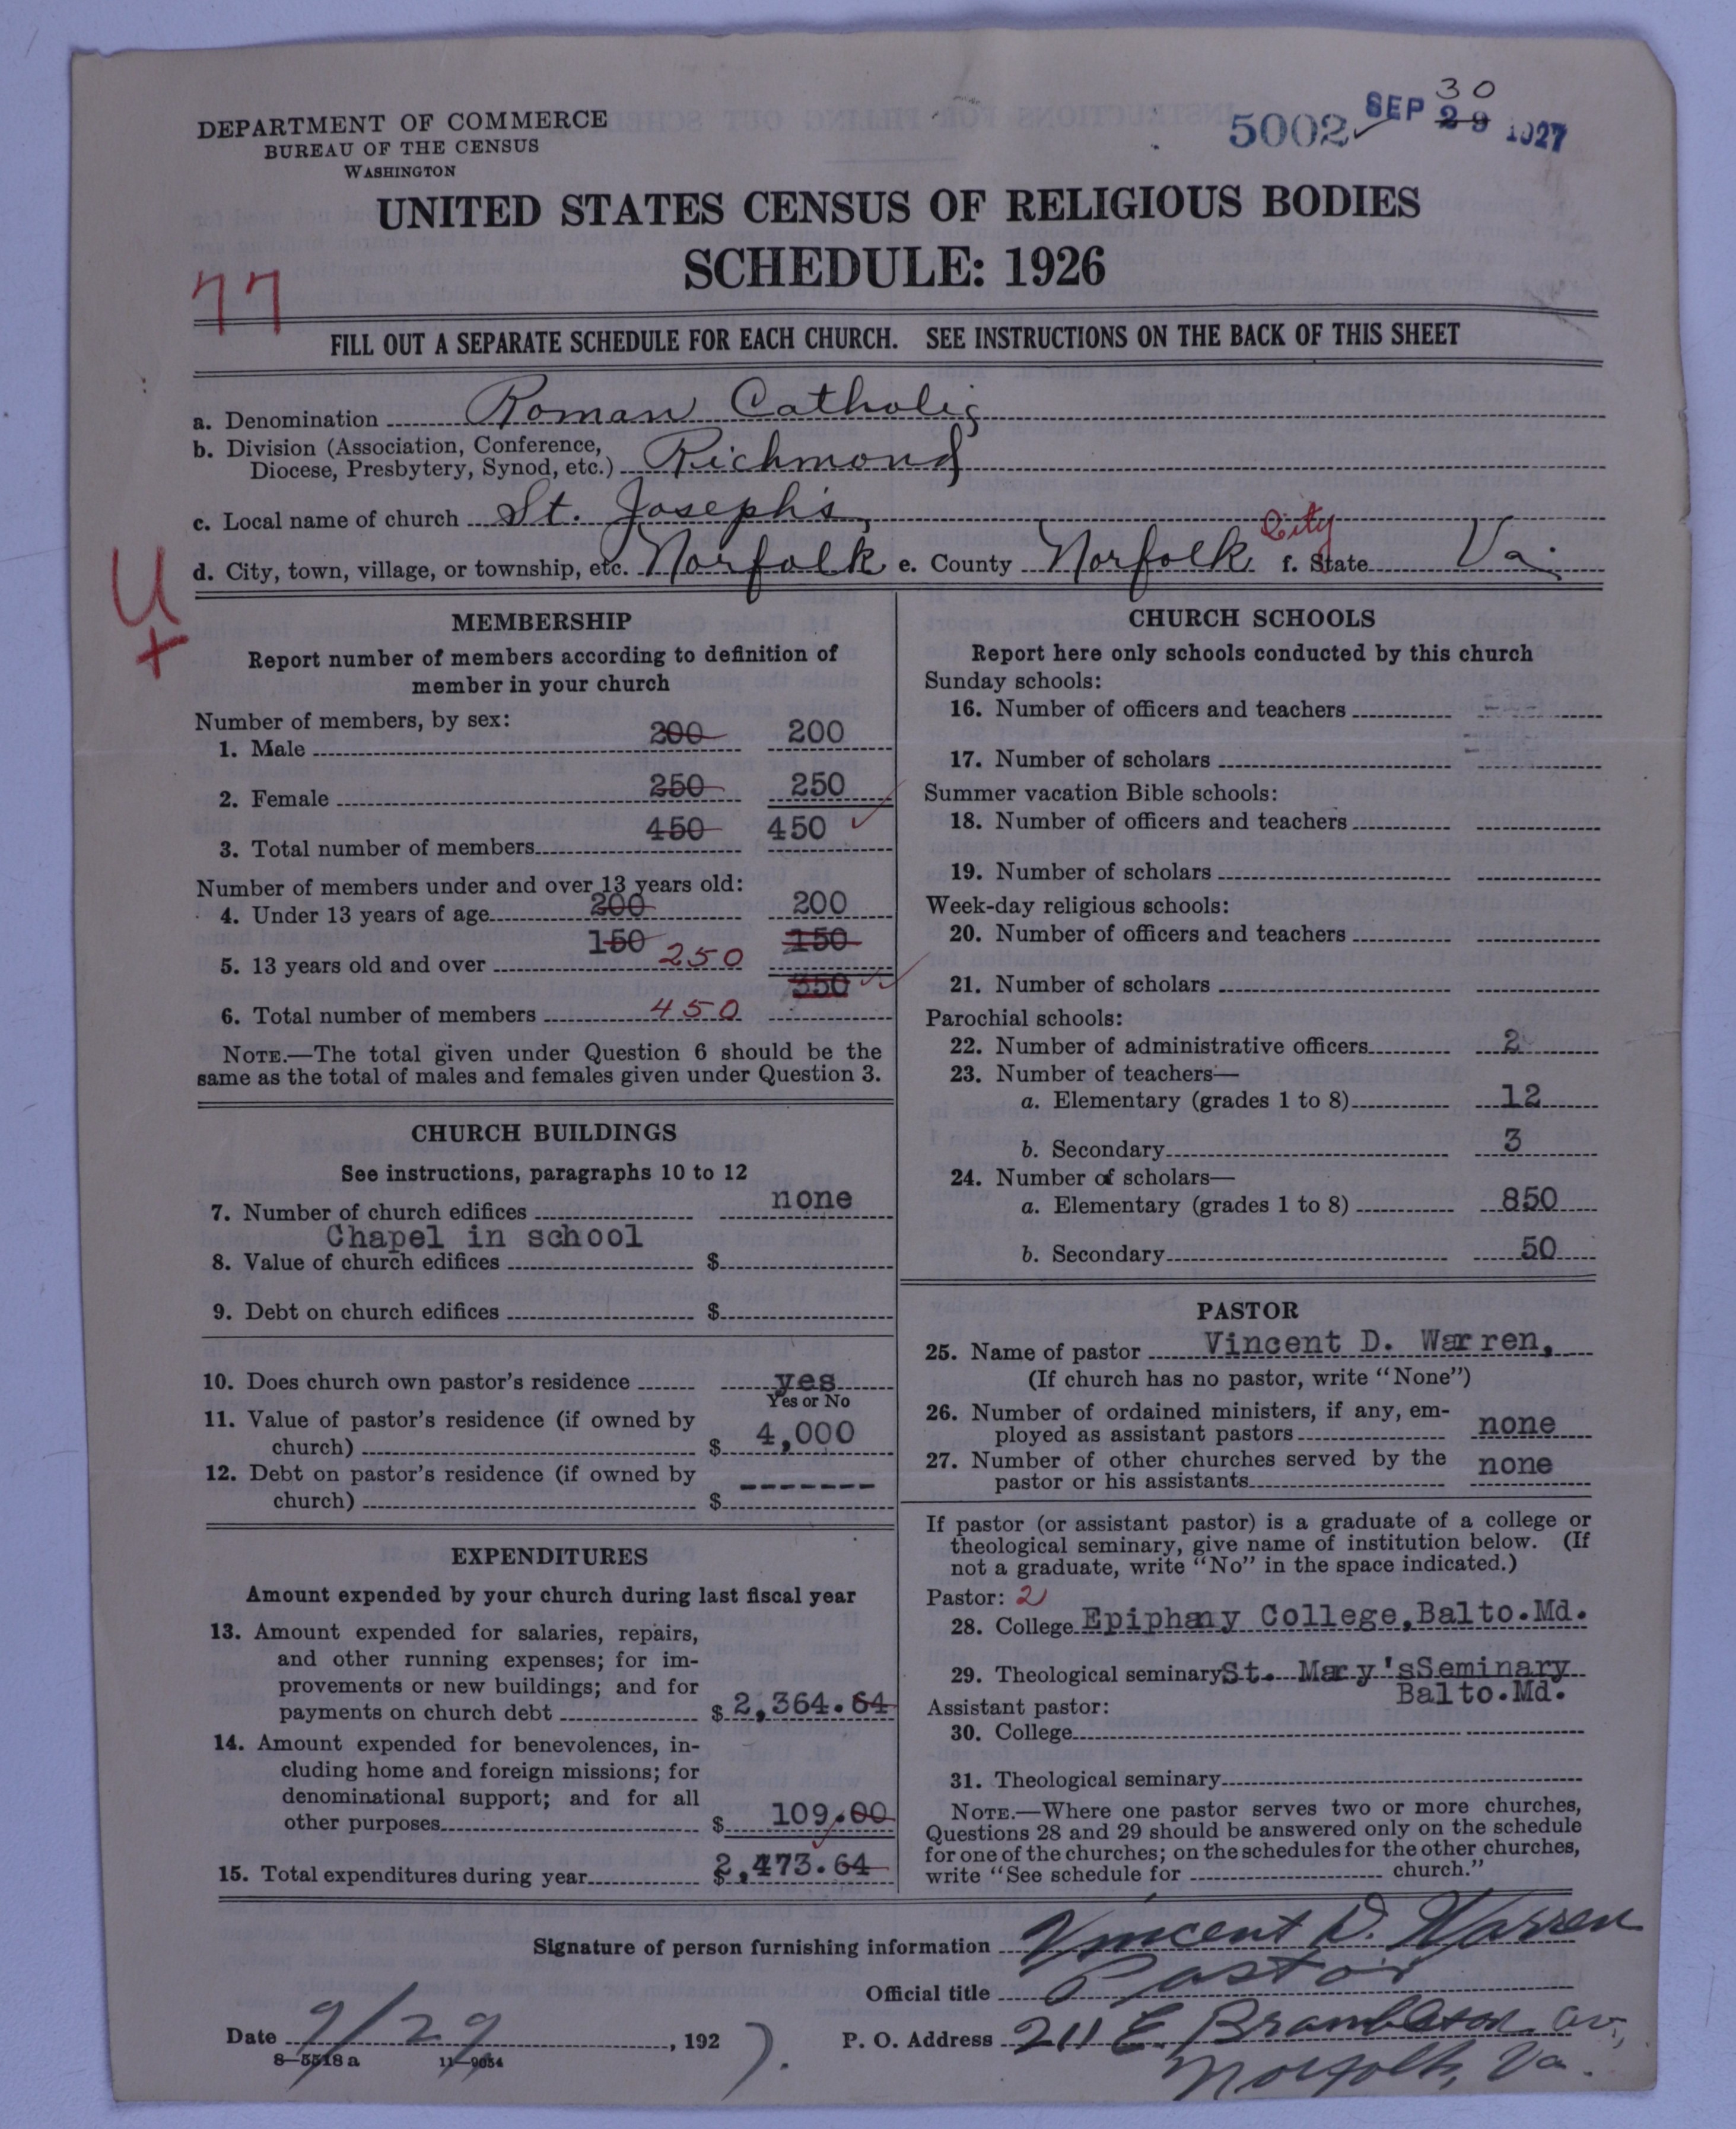 DEPARTMENT OF COMMERCE
BUREAU OF THE CENSUS
WASHINGTON
5002 SEP 29 1927
30
UNITED STATES CENSUS OF RELIGIOUS BODIES
SCHEDULE: 1926
77
FILL OUT A SEPARATE SCHEDULE FOR EACH CHURCH. SEE INSTRUCTIONS ON THE BACK OF THIS SHEET
a. Denomination Roman Catholic
b. Division (Association, Conference,
Diocese, Presbytery, Synod, etc.) Richmond
c. Local name of church St. Joseph's,
City
d. City, town, village, or township, etc. Norfolk e. County Norfolk f. State Va.
U
+
MEMBERSHIP
Report number of members according to definition of
member in your church
Number of members, by sex:
1. Male 200 200
2. Female 250 250
3. Total number of members 450 450
Number of members under and over 13 years old:
4. Under 13 years of age 200 200
5. 13 years old and over 150 250 150
6. Total number of members 450 350
NOTE.—The total given under Question 6 should be the
same as the total of males and females given under Question 3.
CHURCH BUILDINGS
See instructions, paragraphs 10 to 12
7. Number of church edifices none
Chapel in school
8. Value of church edifices $
9. Debt on church edifices $
10. Does church own pastor's residence yes
Yes or No
11. Value of pastor's residence (if owned by
church) $ 4,000
12. Debt on pastor's residence (if owned by
church) $ -------
EXPENDITURES
Amount expended by your church during last fiscal year
13. Amount expended for salaries, repairs,
and other running expenses; for im-
provements or new buildings; and for
payments on church debt $ 2,364.64
14. Amount expended for benevolences, in-
cluding home and foreign missions; for
denominational support; and for all
other purposes $ 109.00
15. Total expenditures during year $ 2,473.64
CHURCH SCHOOLS
Report here only schools conducted by this church
Sunday schools:
16. Number of officers and teachers ---
17. Number of scholars ---
Summer vacation Bible schools:
18. Number of officers and teachers
19. Number of scholars
Week-day religious schools:
20. Number of officers and teachers
21. Number of scholars
Parochial schools:
22. Number of administrative officers 2
23. Number of teachers—
a. Elementary (grades 1 to 8) 12
b. Secondary 3
24. Number of scholars—
a. Elementary (grades 1 to 8) 850
b. Secondary 50
PASTOR
25. Name of pastor Vincent D. Warren,
(If church has no pastor, write "None")
26. Number of ordained ministers, if any, em-
ployed as assistant pastors none
27. Number of other churches served by the
pastor or his assistants none
If pastor (or assistant pastor) is a graduate of a college or
theological seminary, give name of institution below. (If
not a graduate, write "No" in the space indicated.)
Pastor: 2
28. College Epiphany College, Balto.Md.
29. Theological seminary St. Mary's Seminary
Balto.Md.
Assistant pastor:
30. College
31. Theological seminary
NOTE.—Where one pastor serves two or more churches,
Questions 28 and 29 should be answered only on the schedule
for one of the churches; on the schedules for the other churches,
write "See schedule for church."
Signature of person furnishing information Vincent D. Warren
Official title Pastor
Date 9/29, 1927. P. O. Address 211 E Brambleton av,
8—5518 a 11—9054
Norfolk, Va.